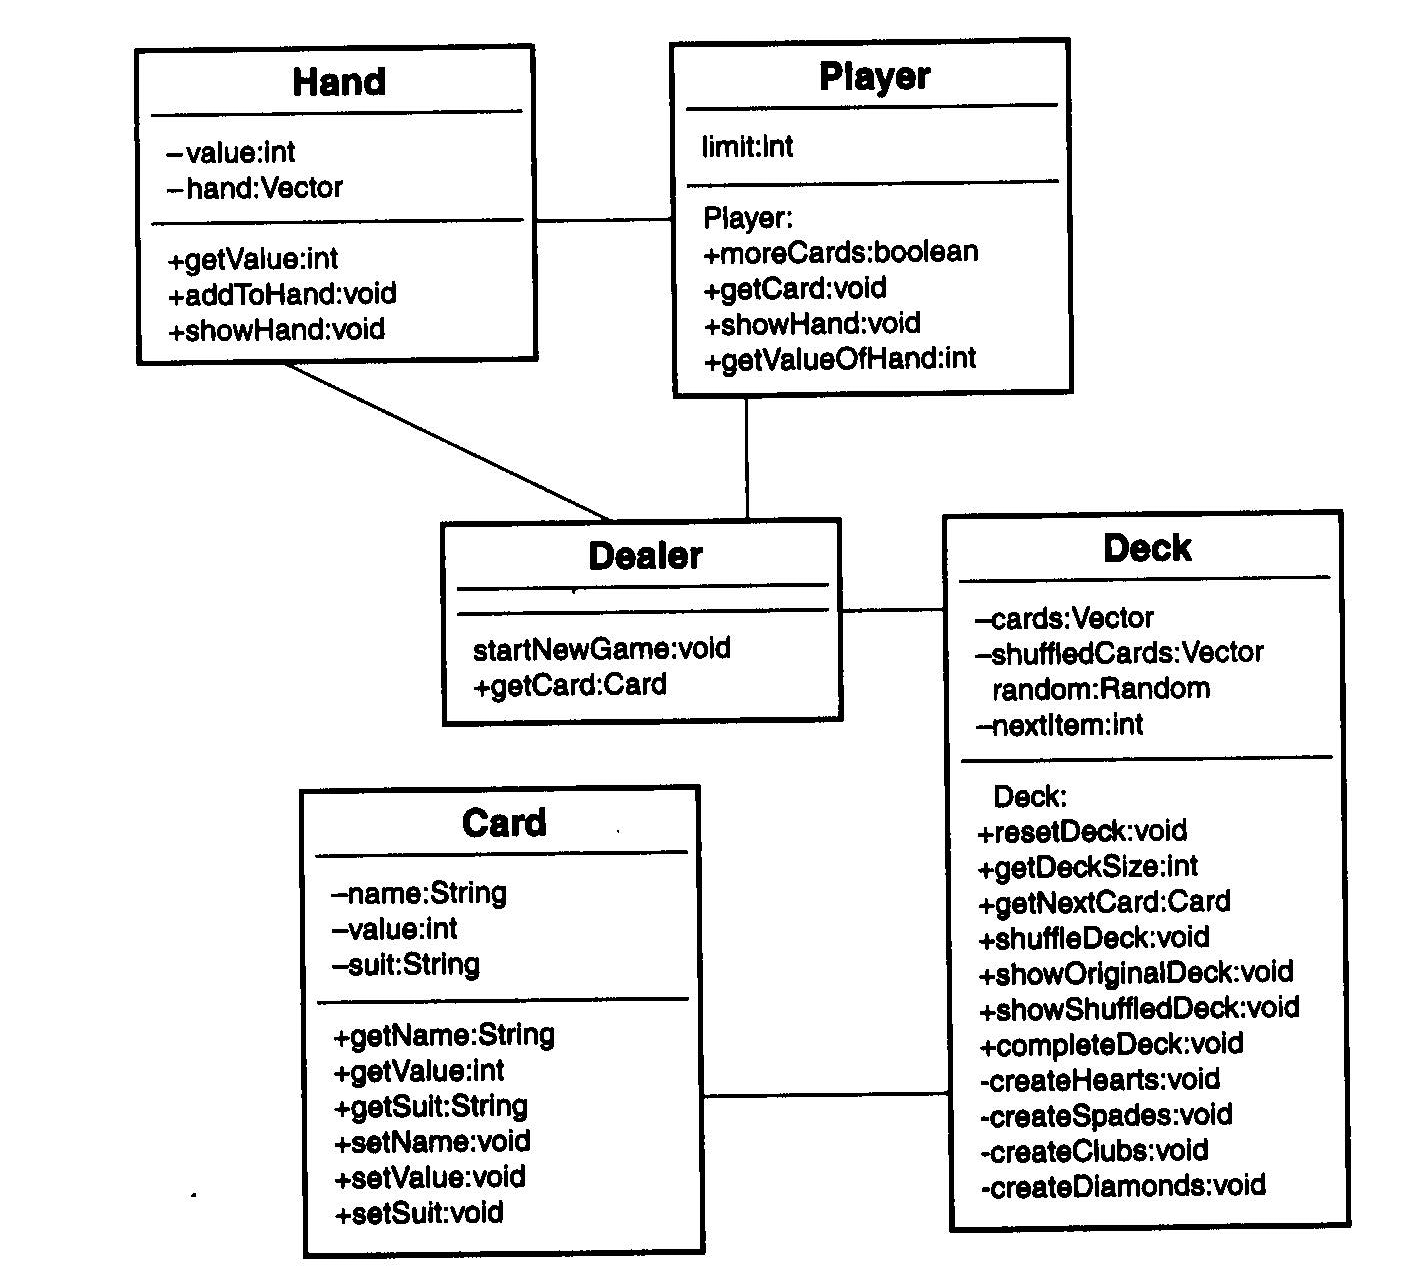 Hand
–value:int
–hand:Vector
+getValue:int
+addToHand:void
+showHand:void
Player
limit:int
Player:
+moreCards:boolean
+getCard:void
+showHand:void
+getValueOfHand:int
Dealer
startNewGame:void
+getCard:Card
Deck
–cards:Vector
–shuffledCards:Vector
random:Random
–nextItem:int
Deck:
+resetDeck:void
+getDeckSize:int
+getNextCard:Card
+shuffleDeck:void
+showOriginalDeck:void
+showShuffledDeck:void
+completeDeck:void
-createHearts:void
-createSpades:void
-createClubs:void
-createDiamonds:void
Card
–name:String
–value:int
–suit:String
+getName:String
+getValue:int
+getSuit:String
+setName:void
+setValue:void
+setSuit:void